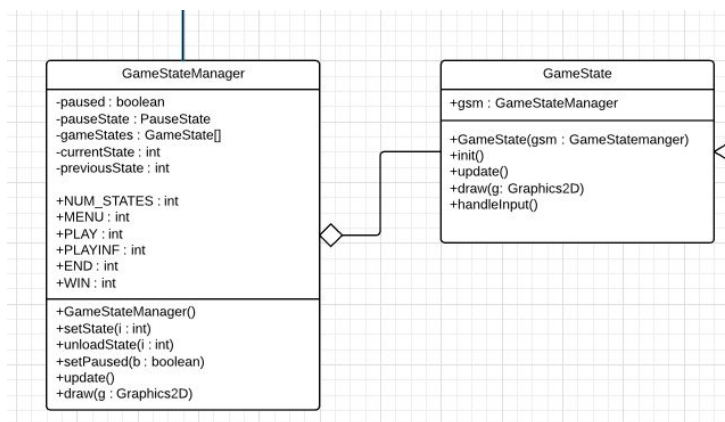 GameStateManager
-paused : boolean
-pauseState : PauseState
-gameStates : GameState[]
-currentState : int
-previousState : int
+NUM_STATES : int
+MENU : int
+PLAY : int
+PLAYINF : int
+END : int
+WIN : int
+GameStateManager()
+setState(i : int)
+unloadState(i : int)
+setPaused(b : boolean)
+update()
+draw(g : Graphics2D)
GameState
+gsm : GameStateManager
+GameState(gsm : GameStatemanger)
+init()
+update()
+draw(g: Graphics2D)
+handleInput()